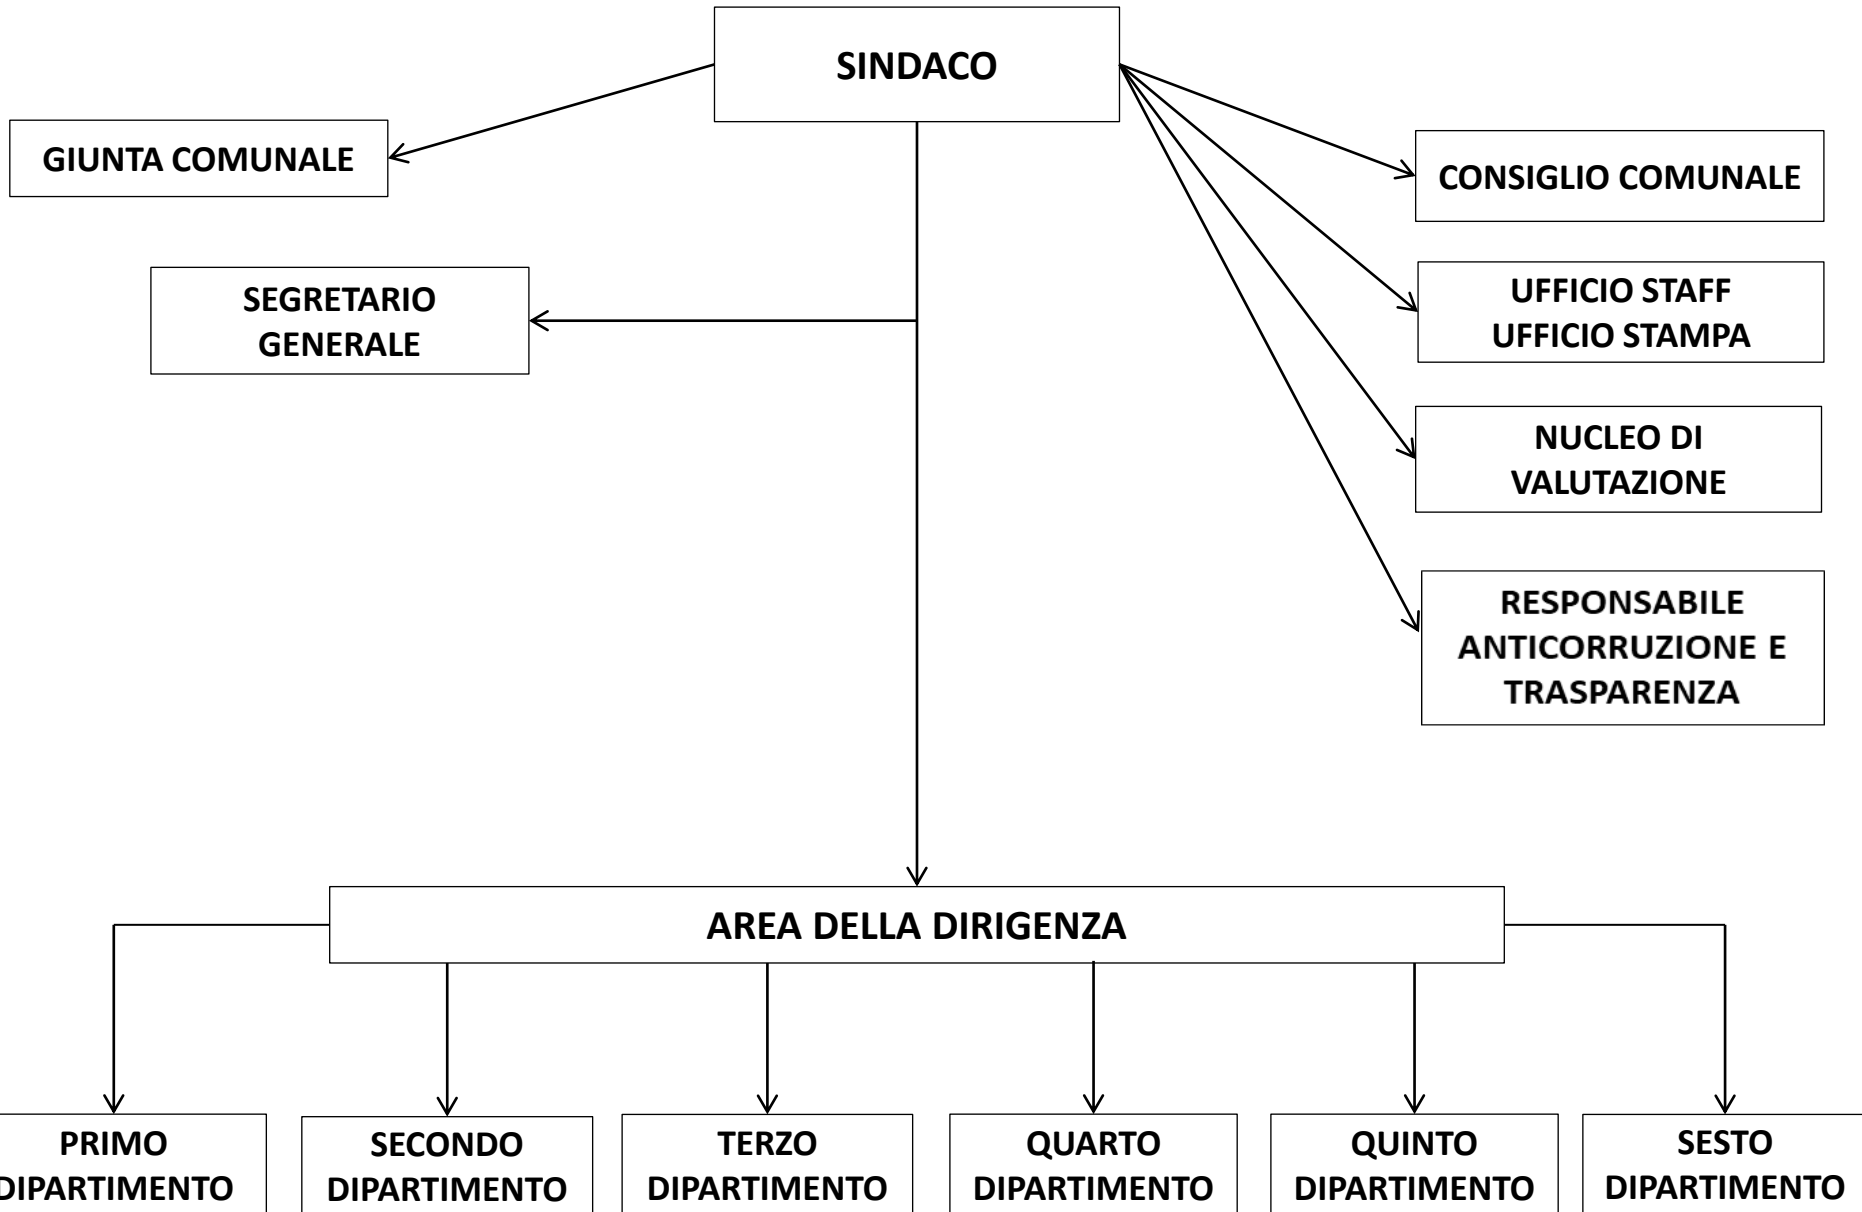 SINDACO
GIUNTA COMUNALE
CONSIGLIO COMUNALE
SEGRETARIO
GENERALE
UFFICIO STAFF
UFFICIO STAMPA
NUCLEO DI
VALUTAZIONE
RESPONSABILE
ANTICORRUZIONE E
TRASPARENZA
AREA DELLA DIRIGENZA
PRIMO
DIPARTIMENTO
SECONDO
DIPARTIMENTO
TERZO
DIPARTIMENTO
QUARTO
DIPARTIMENTO
QUINTO
DIPARTIMENTO
SESTO
DIPARTIMENTO